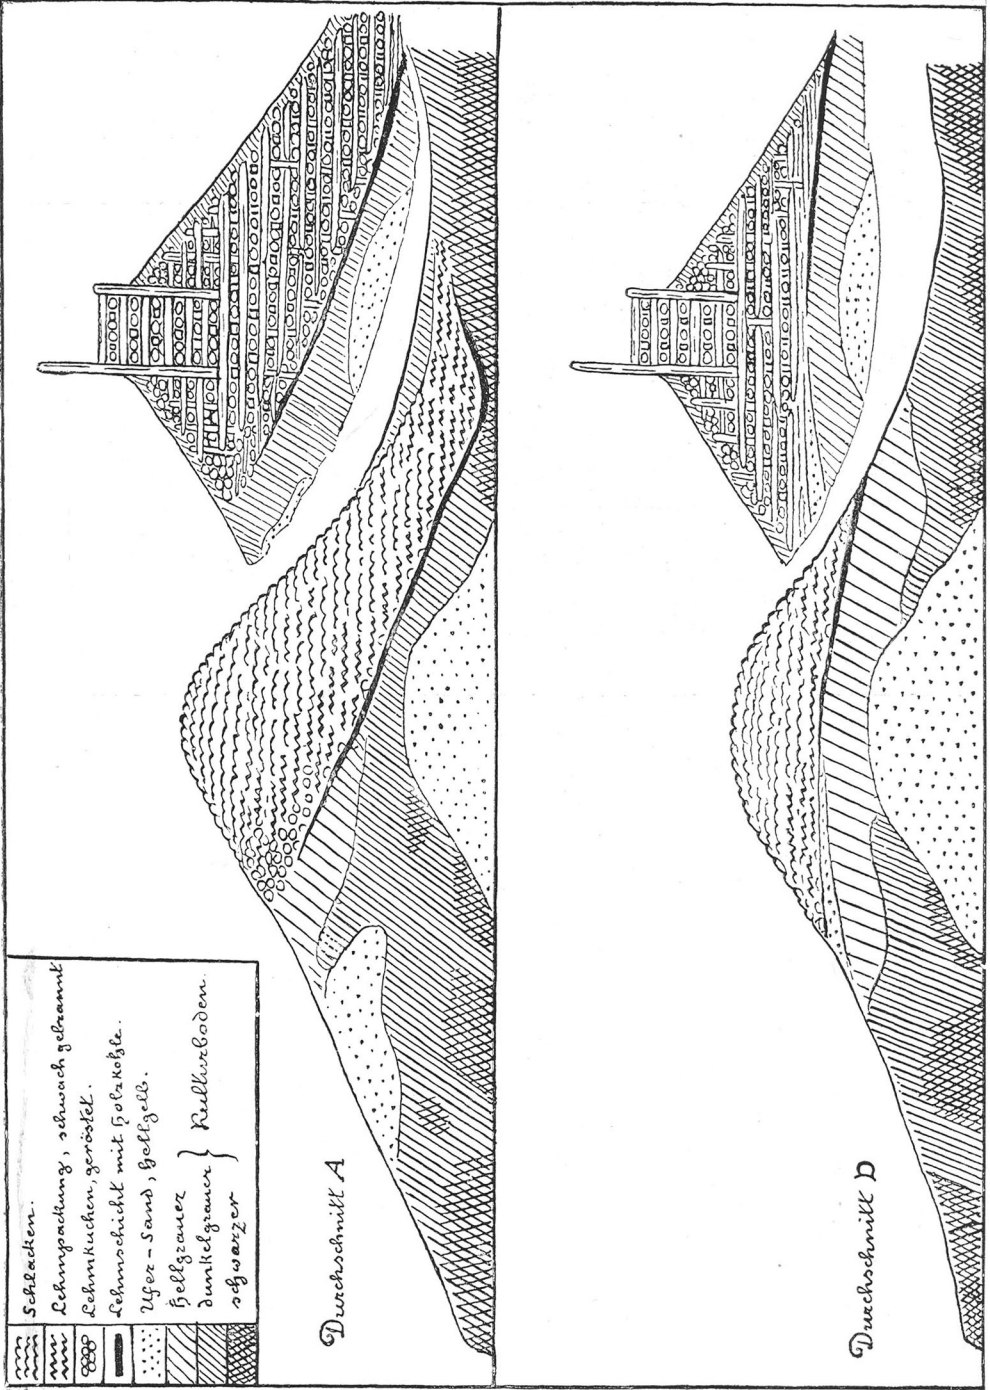 Schlacken.
Lehmpackung, schwach gebrannt
Lehmkuchen, geröstet.
Lehmschicht mit Holzkohle.
Ufer-Sand, hellgelb.
hellgrauer
dunkelgrauer } Kulturboden.
schwarzer
Durchschnitt A
Durchschnitt D